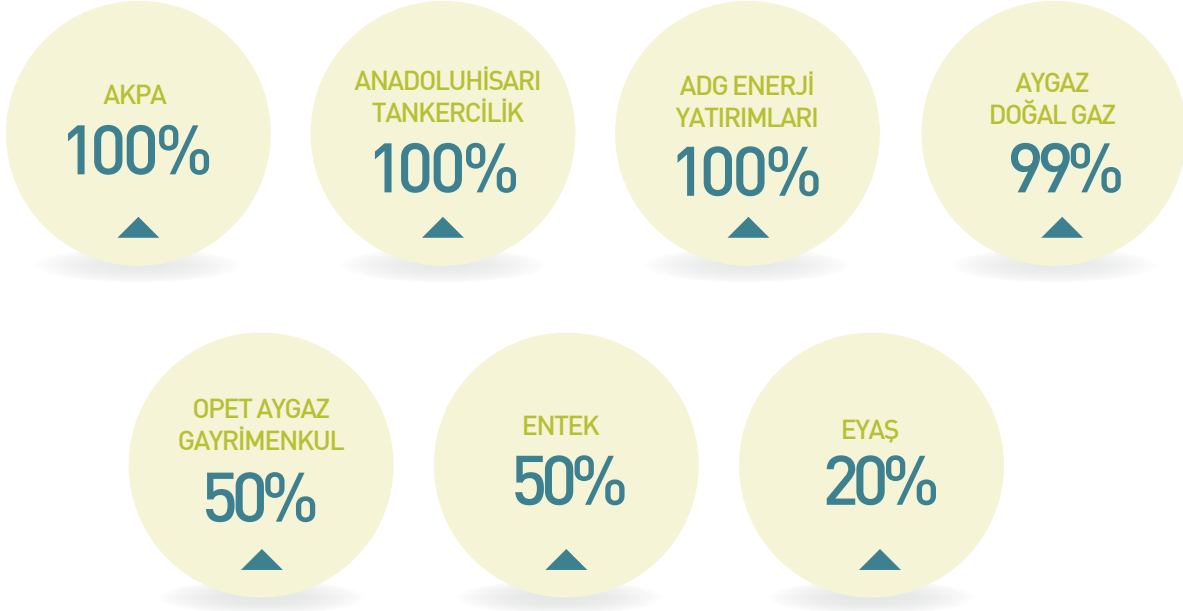 AKPA
100%
ANADOLUHİSARI
TANKERCİLİK
100%
ADG ENERJİ
YATIRIMLARI
100%
AYGAZ
DOĞAL GAZ
99%
OPET AYGAZ
GAYRİMENKUL
50%
ENTEK
50%
EYAŞ
20%